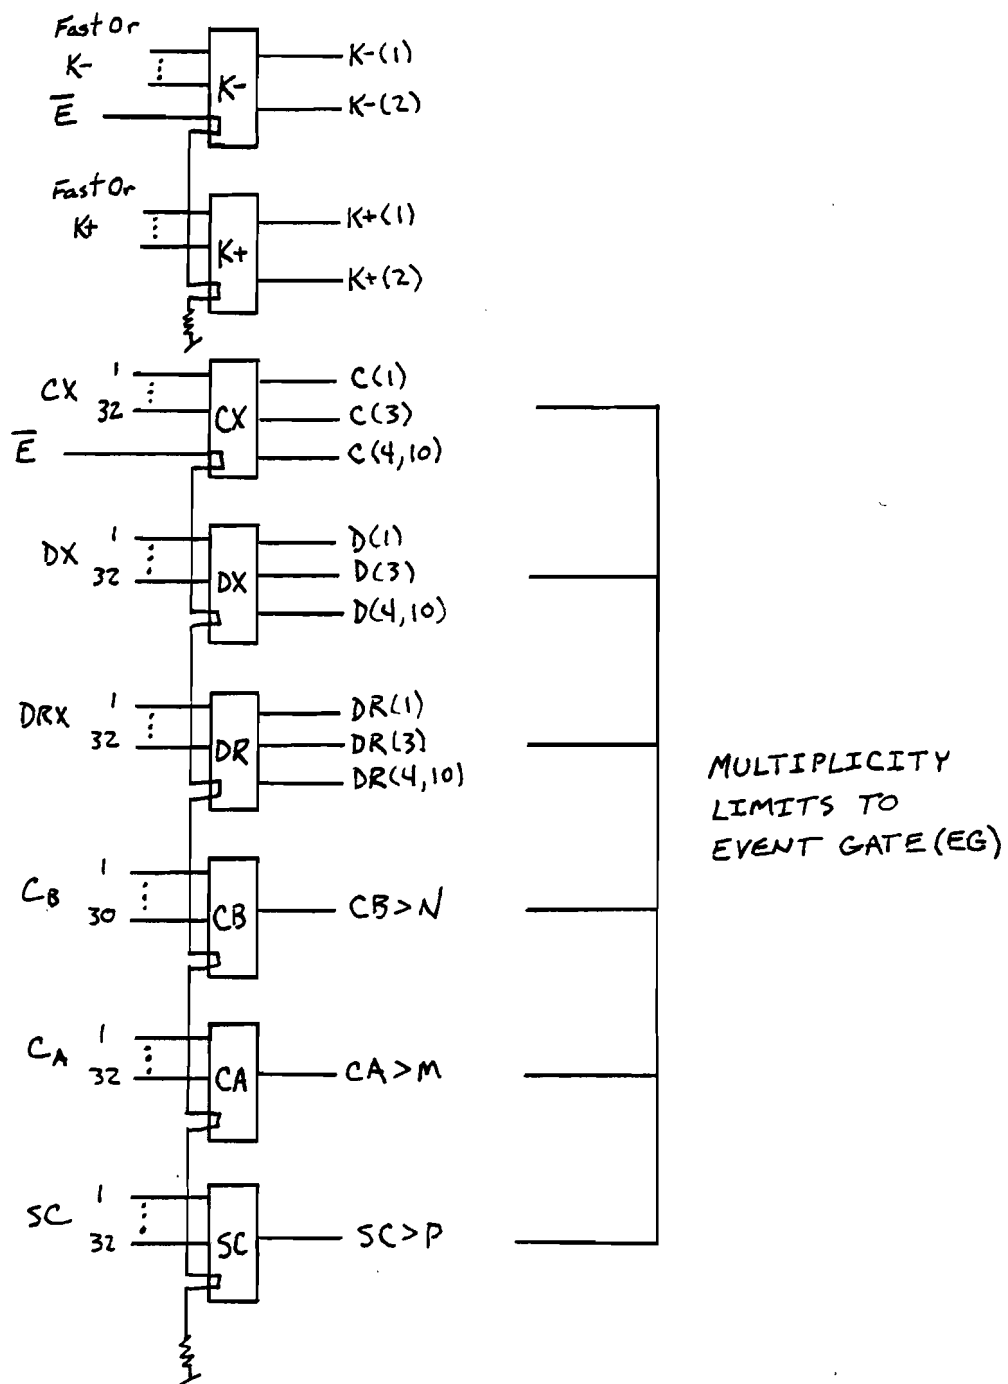 Fast Or
K-
K-
K-(1)
K-(2)
E̅
Fast Or
K+
K+
K+(1)
K+(2)
CX
1
32
CX
C(1)
C(3)
C(4,10)
E̅
DX
1
32
DX
D(1)
D(3)
D(4,10)
DRX
1
32
DR
DR(1)
DR(3)
DR(4,10)
MULTIPLICITY
LIMITS TO
EVENT GATE (EG)
CB
1
30
CB
CB>N
CA
1
32
CA
CA>M
SC
1
32
SC
SC>P